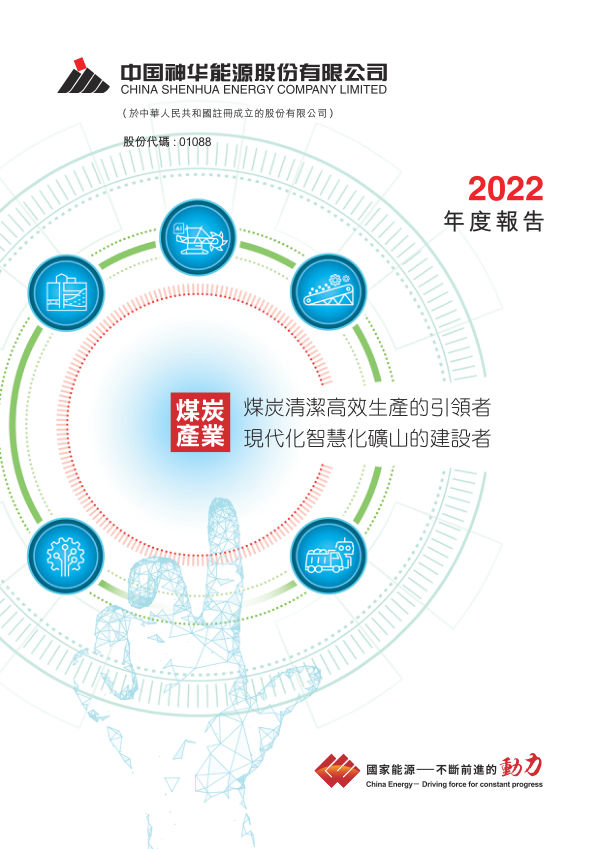 中国神华能源股份有限公司
CHINA SHENHUA ENERGY COMPANY LIMITED
(於中華人民共和國註冊成立的股份有限公司)
股份代碼 : 01088
2022
年度報告
AI
煤炭
產業
煤炭清潔高效生產的引領者
現代化智慧化礦山的建設者
國家能源──不斷前進的動力
China Energy— Driving force for constant progress